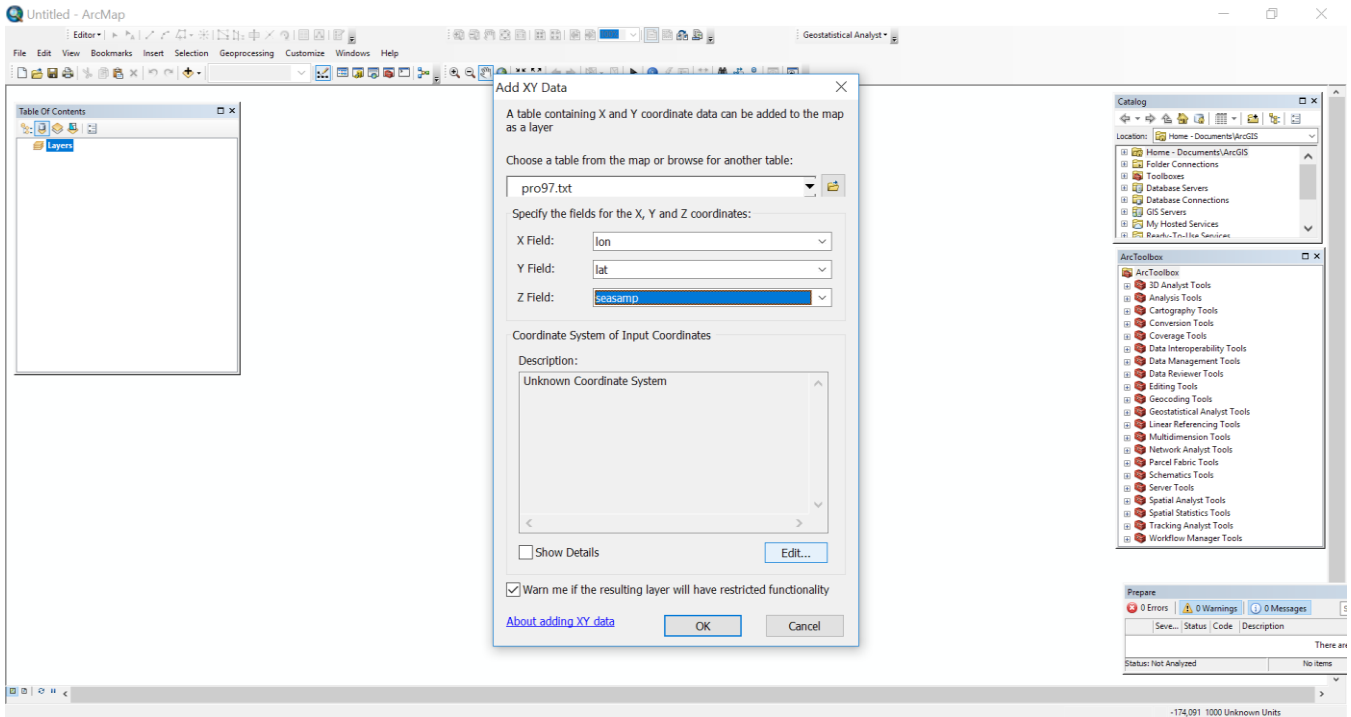 Untitled - ArcMap
Editor
Geostatistical Analyst
File Edit View Bookmarks Insert Selection Geoprocessing Customize Windows Help
Table Of Contents
Layers
Add XY Data
A table containing X and Y coordinate data can be added to the map
as a layer
Choose a table from the map or browse for another table:
pro97.txt
Specify the fields for the X, Y and Z coordinates:
X Field: lon
Y Field: lat
Z Field: seasamp
Coordinate System of Input Coordinates
Description:
Unknown Coordinate System
Show Details
Edit...
Warn me if the resulting layer will have restricted functionality
About adding XY data
OK
Cancel
Catalog
Location: Home - Documents\ArcGIS
Home - Documents\ArcGIS
Folder Connections
Toolboxes
Database Servers
Database Connections
GIS Servers
My Hosted Services
Ready-To-Use Services
ArcToolbox
ArcToolbox
3D Analyst Tools
Analysis Tools
Cartography Tools
Conversion Tools
Coverage Tools
Data Interoperability Tools
Data Management Tools
Data Reviewer Tools
Editing Tools
Geocoding Tools
Geostatistical Analyst Tools
Linear Referencing Tools
Multidimension Tools
Network Analyst Tools
Parcel Fabric Tools
Schematics Tools
Server Tools
Spatial Analyst Tools
Spatial Statistics Tools
Tracking Analyst Tools
Workflow Manager Tools
Prepare
0 Errors 0 Warnings 0 Messages S
Seve... Status Code Description
There are
Status: Not Analyzed No items
-174,091 1000 Unknown Units